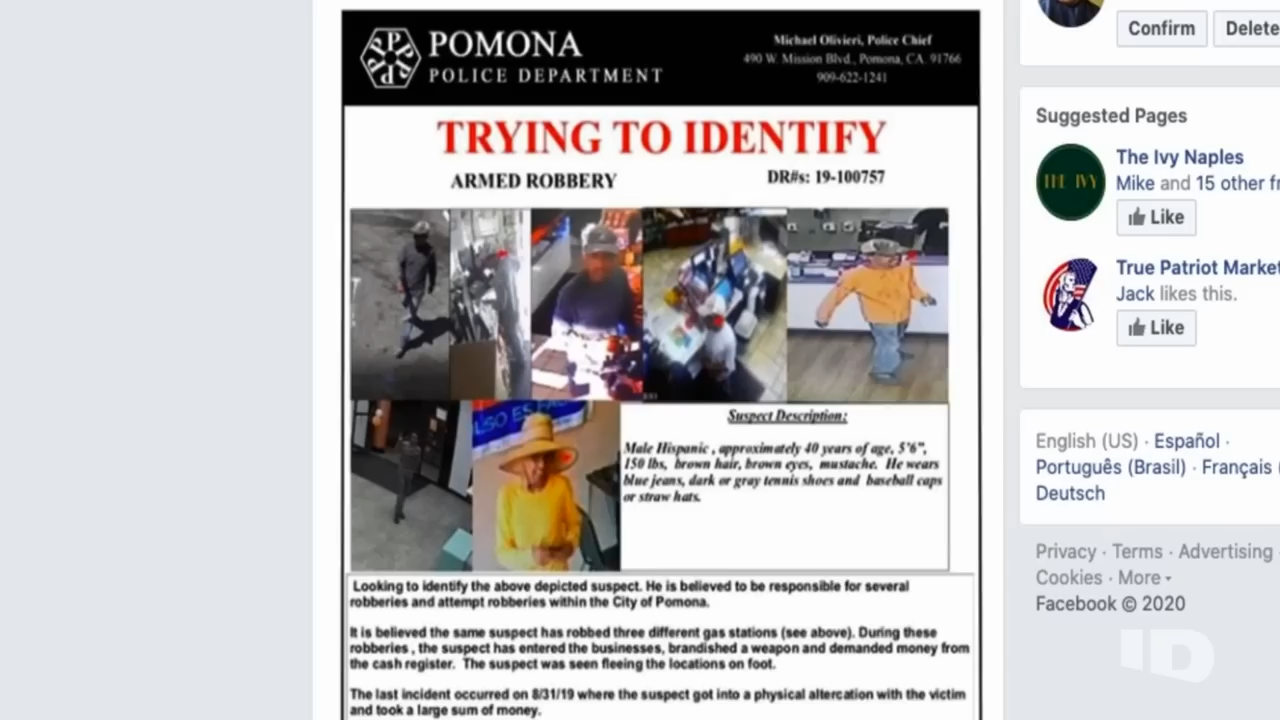 POMONA
POLICE DEPARTMENT
Michael Olivieri, Police Chief
490 W. Mission Blvd., Pomona, CA. 91766
909-622-1241
TRYING TO IDENTIFY
ARMED ROBBERY
DR#s: 19-100757
Suspect Description:
Male Hispanic , approximately 40 years of age, 5'6",
150 lbs, brown hair, brown eyes, mustache. He wears
blue jeans, dark or gray tennis shoes and baseball caps
or straw hats.
Looking to identify the above depicted suspect. He is believed to be responsible for several
robberies and attempt robberies within the City of Pomona.
It is believed the same suspect has robbed three different gas stations (see above). During these
robberies , the suspect has entered the businesses, brandished a weapon and demanded money from
the cash register. The suspect was seen fleeing the locations on foot.
The last incident occurred on 8/31/19 where the suspect got into a physical altercation with the victim
and took a large sum of money.
Confirm
Delete
Suggested Pages
THE IVY
The Ivy Naples
Mike and 15 other
Like
True Patriot Market
Jack likes this.
Like
English (US) · Español ·
Português (Brasil) · Français
Deutsch
Privacy · Terms · Advertising
Cookies · More
Facebook © 2020
ID